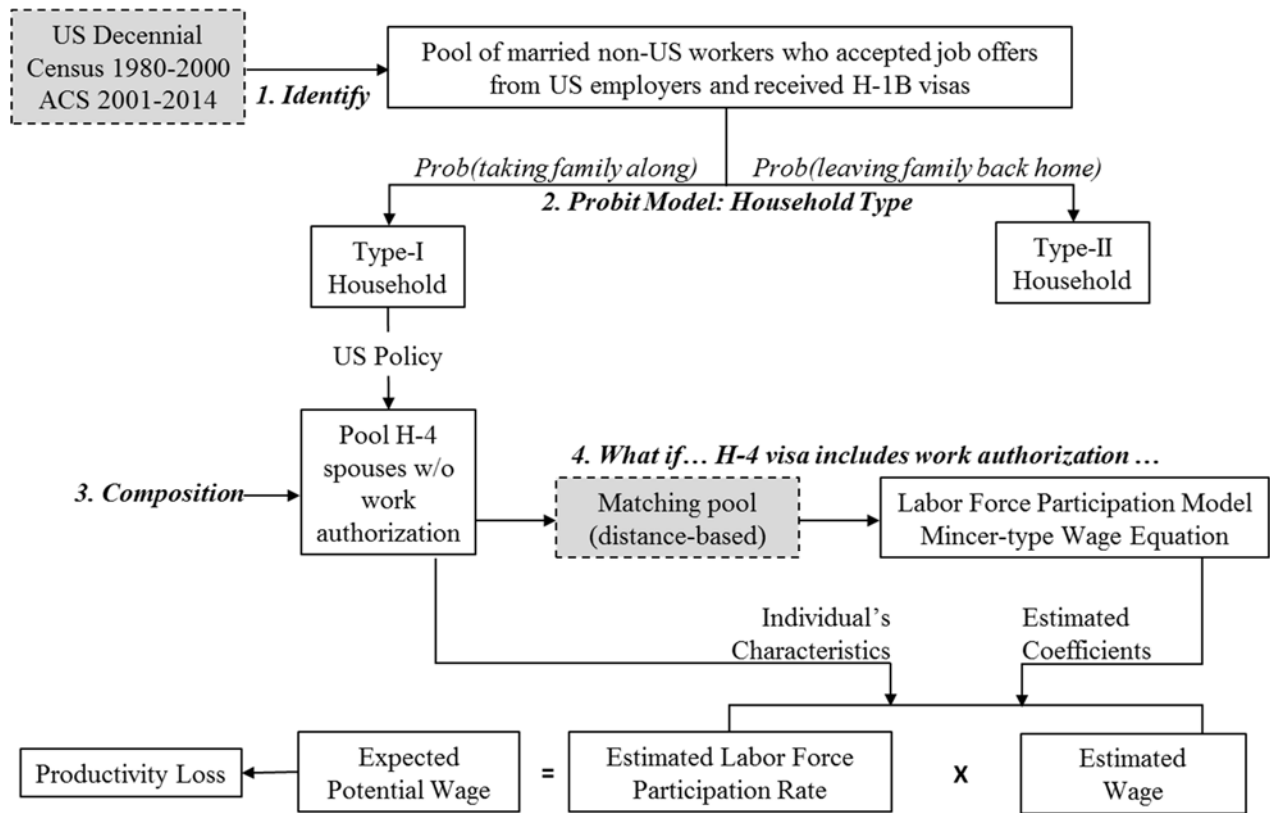 US Decennial
Census 1980-2000
ACS 2001-2014
1. Identify
Pool of married non-US workers who accepted job offers
from US employers and received H-1B visas
Prob(taking family along)
Prob(leaving family back home)
2. Probit Model: Household Type
Type-I
Household
Type-II
Household
US Policy
3. Composition
Pool H-4
spouses w/o
work
authorization
4. What if… H-4 visa includes work authorization …
Matching pool
(distance-based)
Labor Force Participation Model
Mincer-type Wage Equation
Individual's
Characteristics
Estimated
Coefficients
Productivity Loss
Expected
Potential Wage
=
Estimated Labor Force
Participation Rate
X
Estimated
Wage